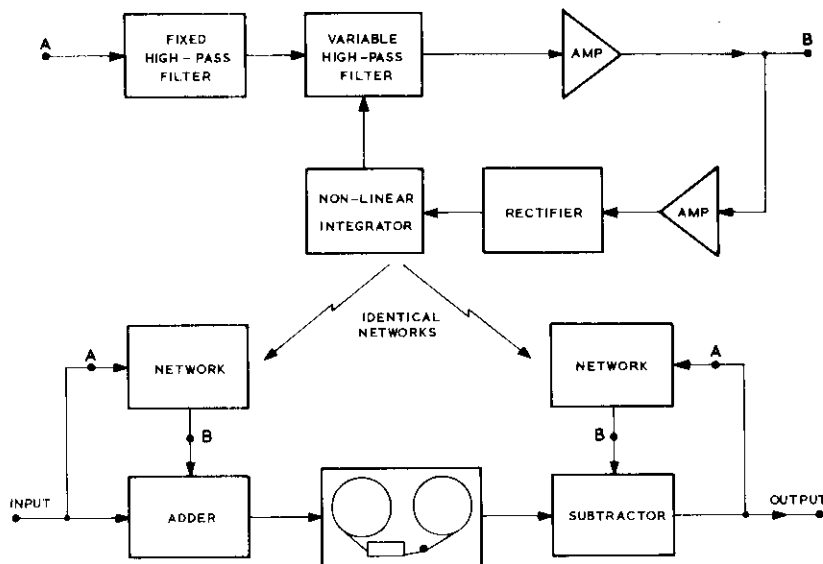 A
FIXED
HIGH-PASS
FILTER
VARIABLE
HIGH-PASS
FILTER
AMP
B
NON-LINEAR
INTEGRATOR
RECTIFIER
AMP
IDENTICAL
NETWORKS
A
NETWORK
B
NETWORK
A
B
INPUT
ADDER
SUBTRACTOR
OUTPUT